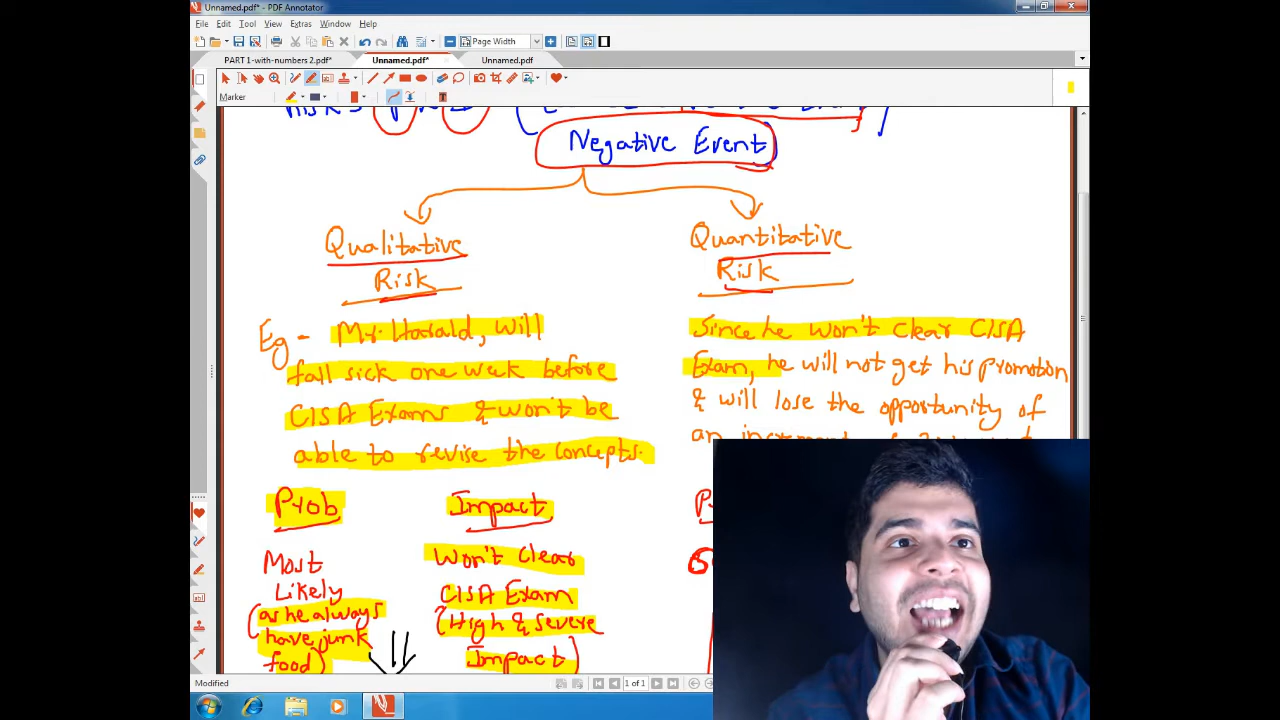 Unnamed.pdf* - PDF Annotator
File Edit Tool View Extras Window Help
Page Width
PART 1-with-numbers 2.pdf* Unnamed.pdf* Unnamed.pdf
Marker
Negative Event
Qualitative
Risk
Quantitative
Risk
Eg - Mr. Harald, will
fall sick one week before
CISA Exams & won't be
able to revise the concepts.
Since he won't clear CISA
Exam, he will not get his promotion
& will lose the opportunity of
an
Prob
Most
Likely
(as he always
have junk
food)
Impact
Won't clear
CISA Exam
(High & Severe
Impact)
Modified
1 of 1